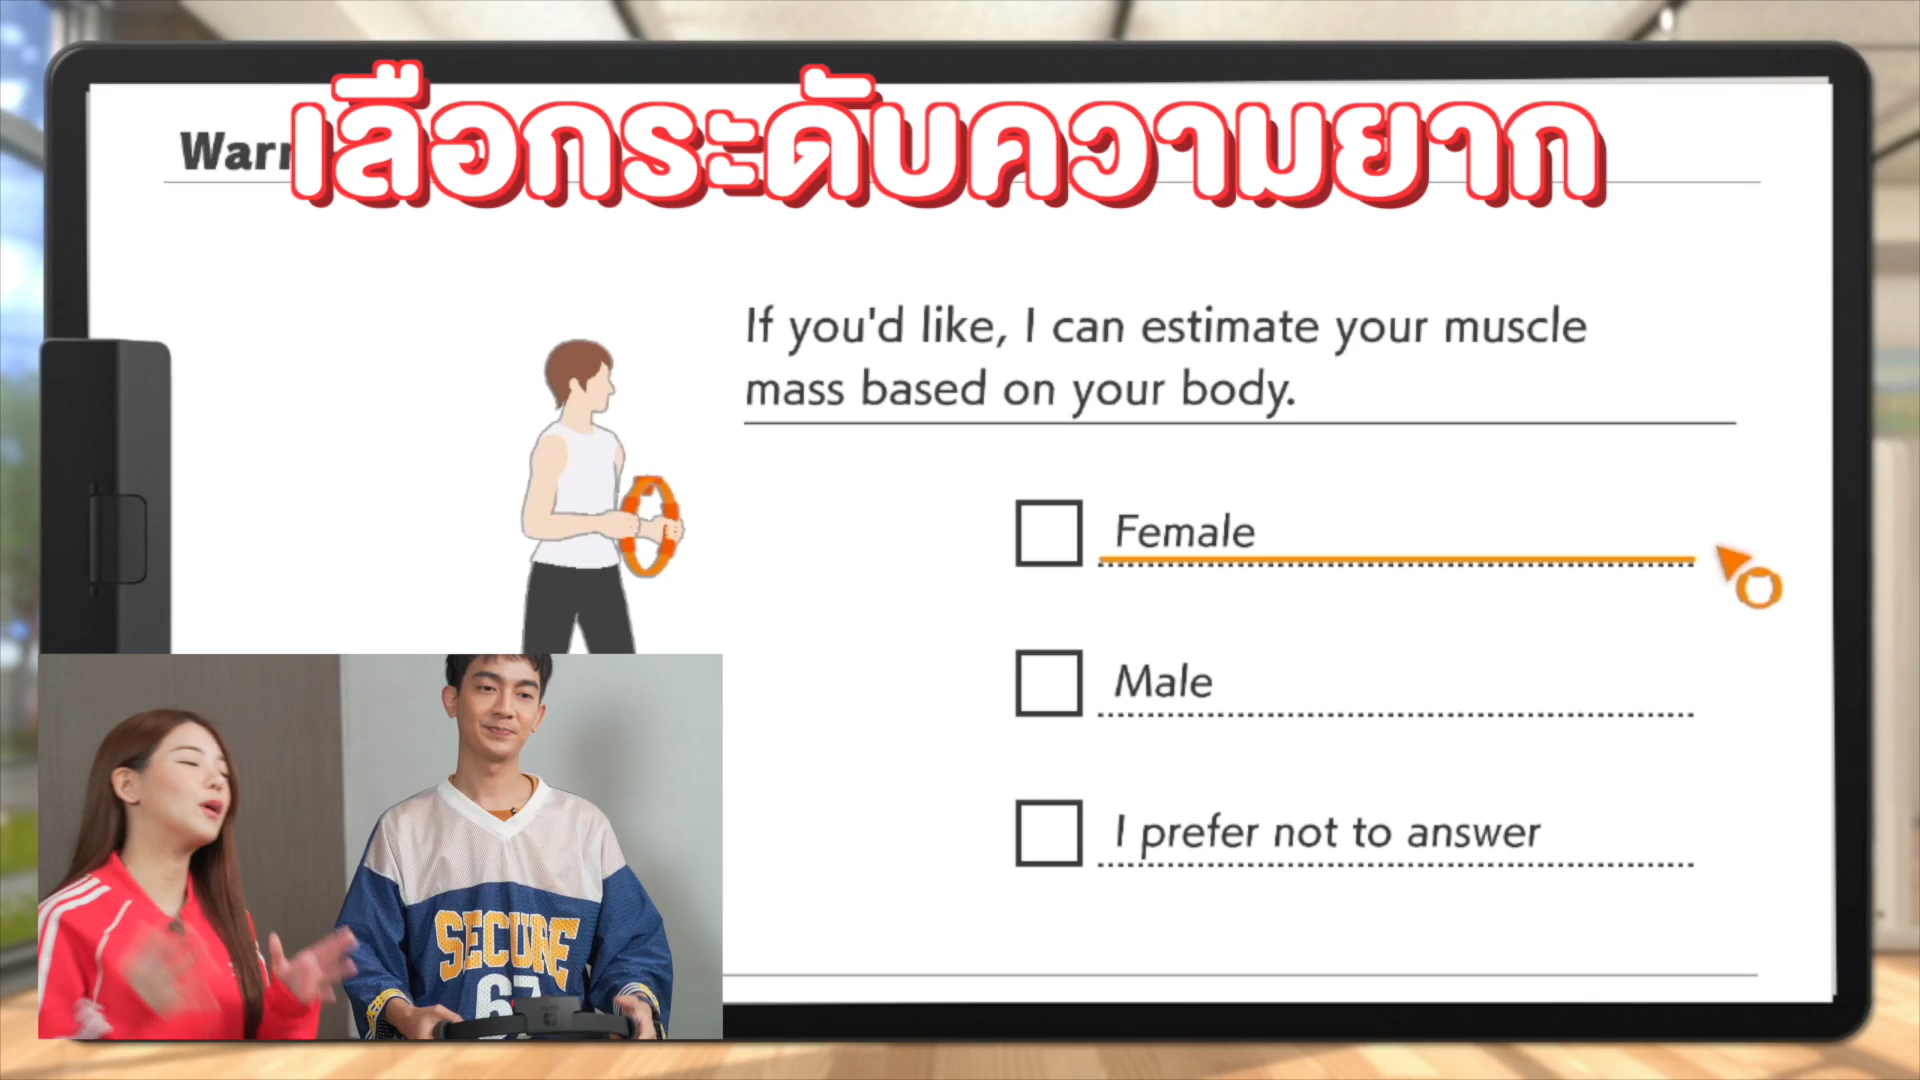 เลือกระดับความยาก
If you'd like, I can estimate your muscle
mass based on your body.
Female
Male
I prefer not to answer
SECURE